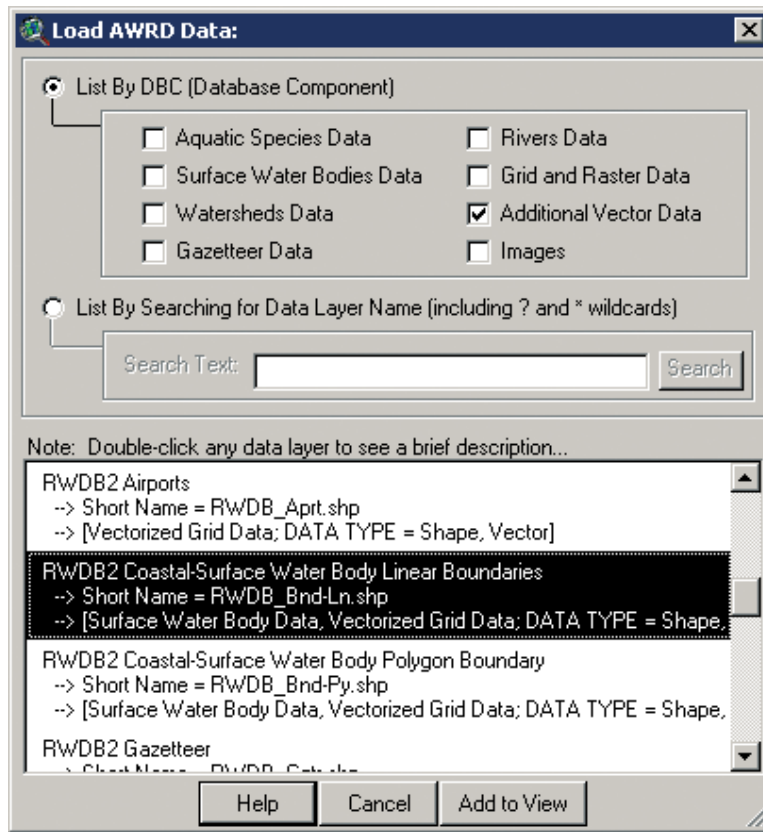 Load AWRD Data:
List By DBC (Database Component)
Aquatic Species Data
Rivers Data
Surface Water Bodies Data
Grid and Raster Data
Watersheds Data
Additional Vector Data
Gazetteer Data
Images
List By Searching for Data Layer Name (including ? and * wildcards)
Search Text:
Search
Note: Double-click any data layer to see a brief description...
RWDB2 Airports
--> Short Name = RWDB_Aprt.shp
--> [Vectorized Grid Data; DATA TYPE = Shape, Vector]
RWDB2 Coastal-Surface Water Body Linear Boundaries
--> Short Name = RWDB_Bnd-Ln.shp
--> [Surface Water Body Data, Vectorized Grid Data; DATA TYPE = Shape,
RWDB2 Coastal-Surface Water Body Polygon Boundary
--> Short Name = RWDB_Bnd-Py.shp
--> [Surface Water Body Data, Vectorized Grid Data; DATA TYPE = Shape,
RWDB2 Gazetteer
Help
Cancel
Add to View